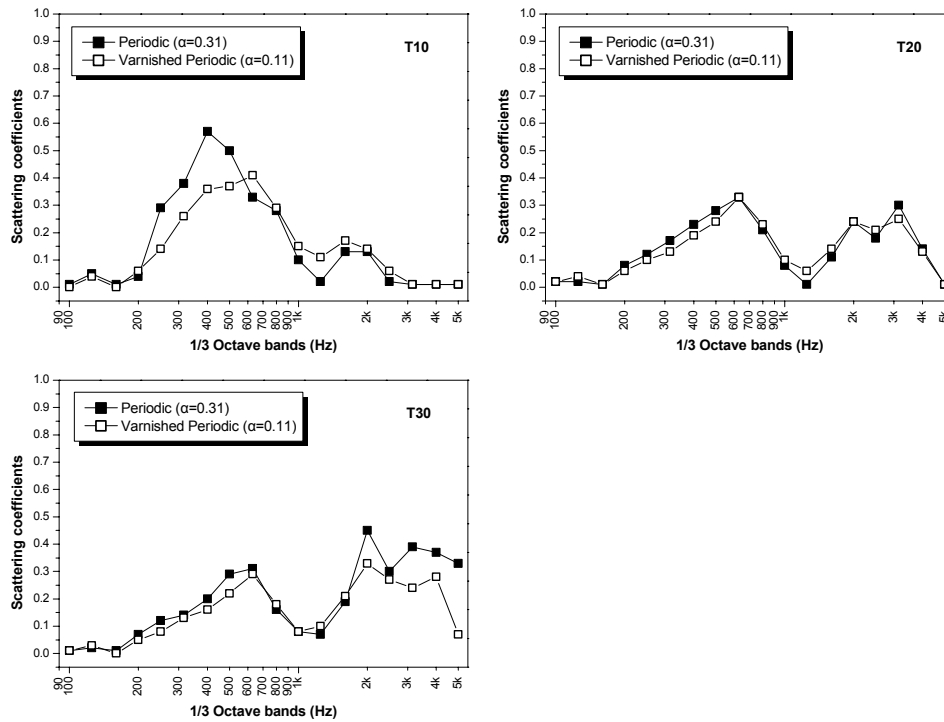 1.0
0.9
0.8
0.7
0.6
0.5
0.4
0.3
0.2
0.1
0.0
Scattering coefficients
Periodic (α=0.31)
Varnished Periodic (α=0.11)
T10
90
100
200
300
400
500
600
700
800
900
1k
2k
3k
4k
5k
1/3 Octave bands (Hz)
1.0
0.9
0.8
0.7
0.6
0.5
0.4
0.3
0.2
0.1
0.0
Scattering coefficients
Periodic (α=0.31)
Varnished Periodic (α=0.11)
T20
90
100
200
300
400
500
600
700
800
900
1k
2k
3k
4k
5k
1/3 Octave bands (Hz)
1.0
0.9
0.8
0.7
0.6
0.5
0.4
0.3
0.2
0.1
0.0
Scattering coefficients
Periodic (α=0.31)
Varnished Periodic (α=0.11)
T30
90
100
200
300
400
500
600
700
800
900
1k
2k
3k
4k
5k
1/3 Octave bands (Hz)